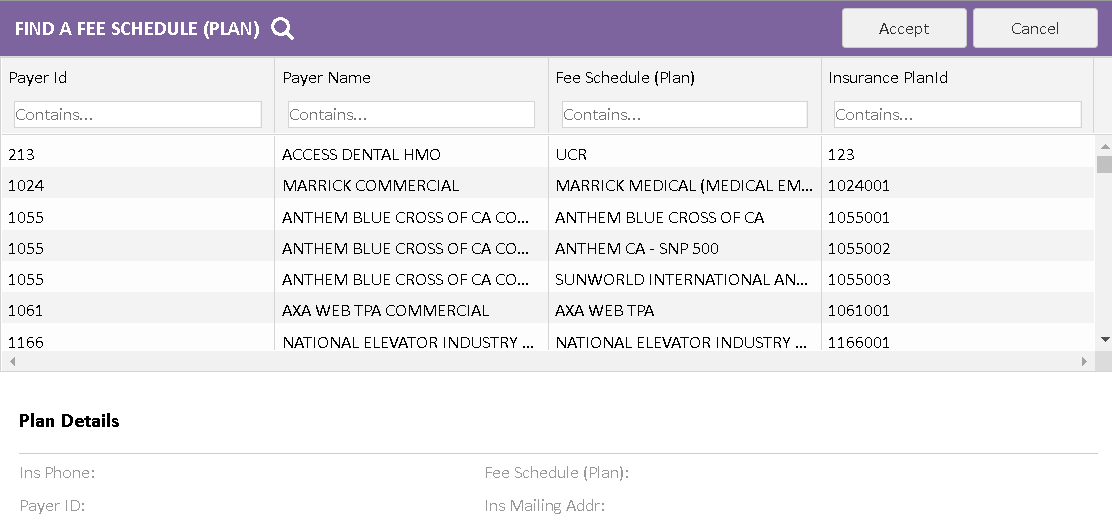 FIND A FEE SCHEDULE (PLAN) Accept Cancel
Payer Id Payer Name Fee Schedule (Plan) Insurance PlanId
Contains... Contains... Contains... Contains...
213 ACCESS DENTAL HMO UCR 123
1024 MARRICK COMMERCIAL MARRICK MEDICAL (MEDICAL EM... 1024001
1055 ANTHEM BLUE CROSS OF CA CO... ANTHEM BLUE CROSS OF CA 1055001
1055 ANTHEM BLUE CROSS OF CA CO... ANTHEM CA - SNP 500 1055002
1055 ANTHEM BLUE CROSS OF CA CO... SUNWORLD INTERNATIONAL AN... 1055003
1061 AXA WEB TPA COMMERCIAL AXA WEB TPA 1061001
1166 NATIONAL ELEVATOR INDUSTRY ... NATIONAL ELEVATOR INDUSTRY ... 1166001
Plan Details
Ins Phone: Fee Schedule (Plan):
Payer ID: Ins Mailing Addr: